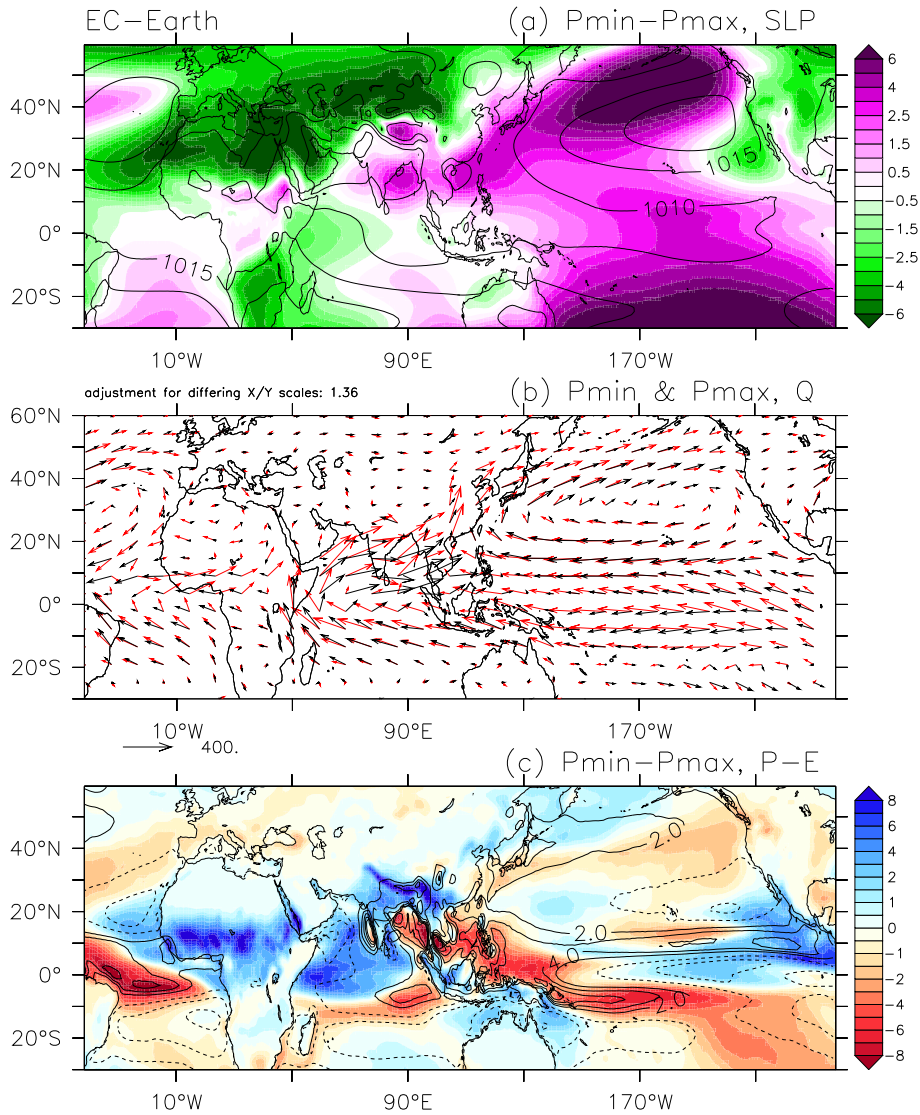 EC−Earth (a) Pmin−Pmax, SLP
40°N
20°N
0°
20°S
10°W 90°E 170°W
1015
1015
1010
6
4
2.5
1.5
0.5
−0.5
−1.5
−2.5
−4
−6
adjustment for differing X/Y scales: 1.36 (b) Pmin & Pmax, Q
60°N
40°N
20°N
0°
20°S
10°W 90°E 170°W
400.
(c) Pmin−Pmax, P−E
40°N
20°N
0°
20°S
10°W 90°E 170°W
2.0
2.0
4.0
2.0
8
6
4
2
1
0
−1
−2
−4
−6
−8